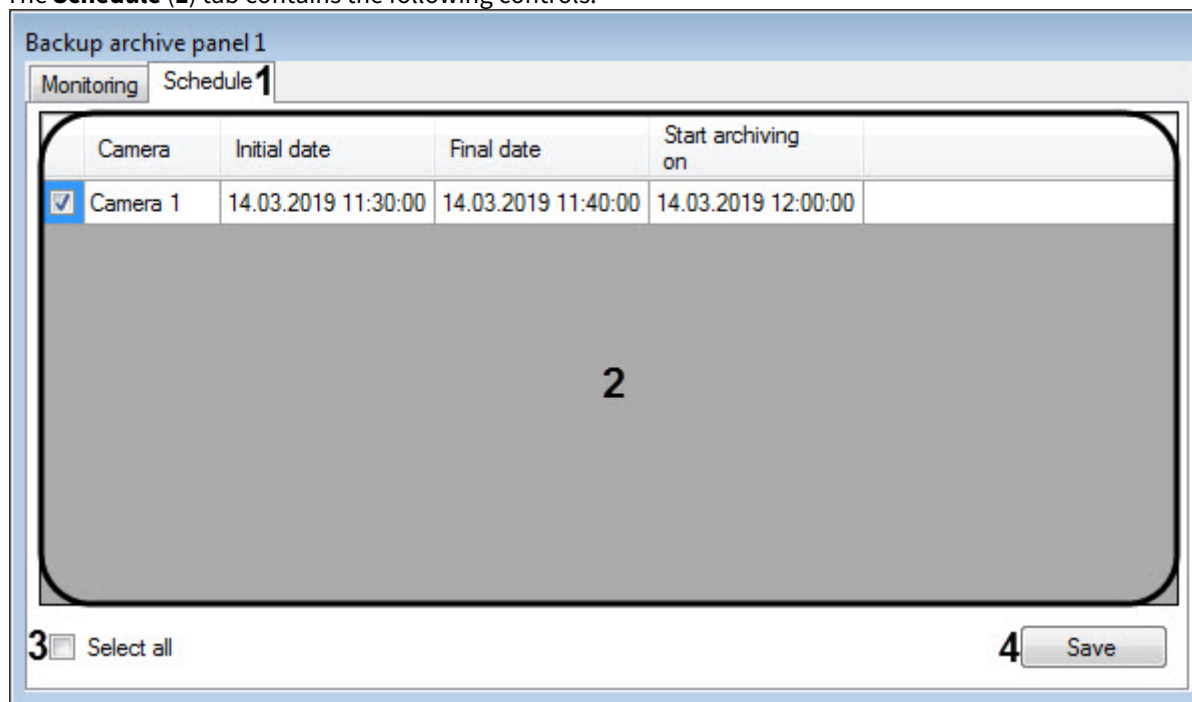 The Schedule (1) tab contains the following controls:
Backup archive panel 1
Monitoring Schedule 1
Camera Initial date Final date Start archiving
on
Camera 1 14.03.2019 11:30:00 14.03.2019 11:40:00 14.03.2019 12:00:00
2
3 Select all 4 Save